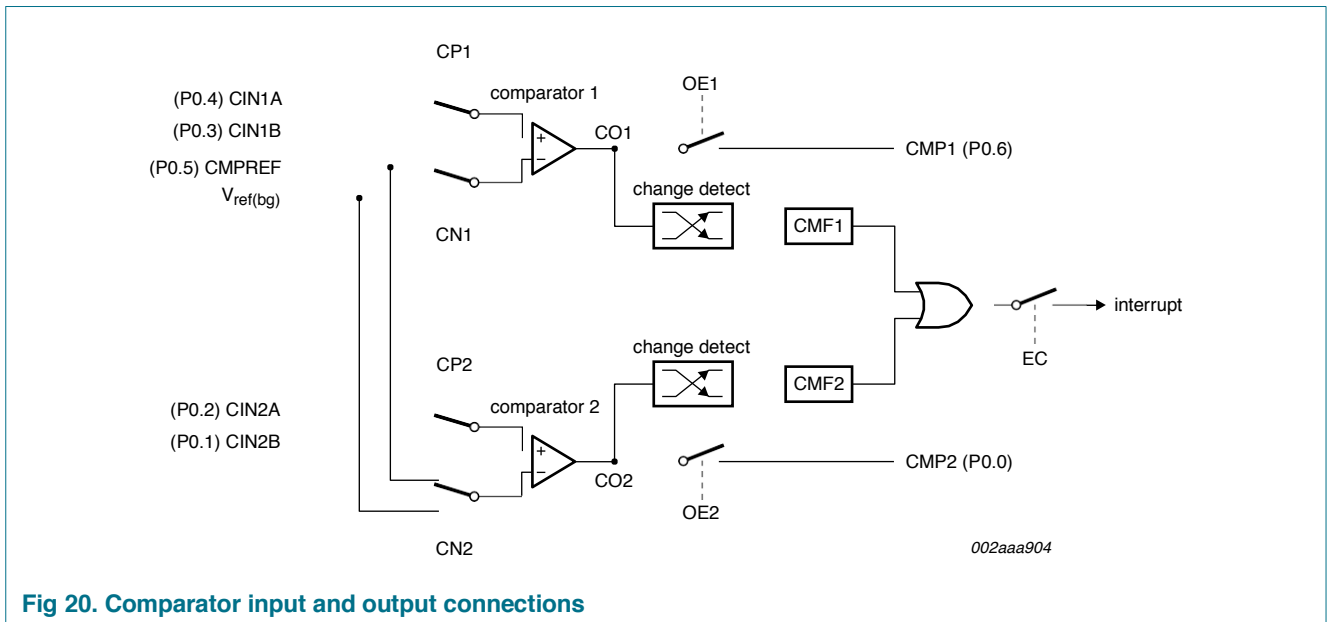 CP1
comparator 1
OE1
(P0.4) CIN1A
(P0.3) CIN1B
CO1
(P0.5) CMPREF
CMP1 (P0.6)
Vref(bg)
+
−
change detect
CN1
CMF1
interrupt
change detect
EC
CP2
CMF2
(P0.2) CIN2A
comparator 2
(P0.1) CIN2B
+
−
CMP2 (P0.0)
CO2
OE2
CN2
002aaa904
Fig 20. Comparator input and output connections